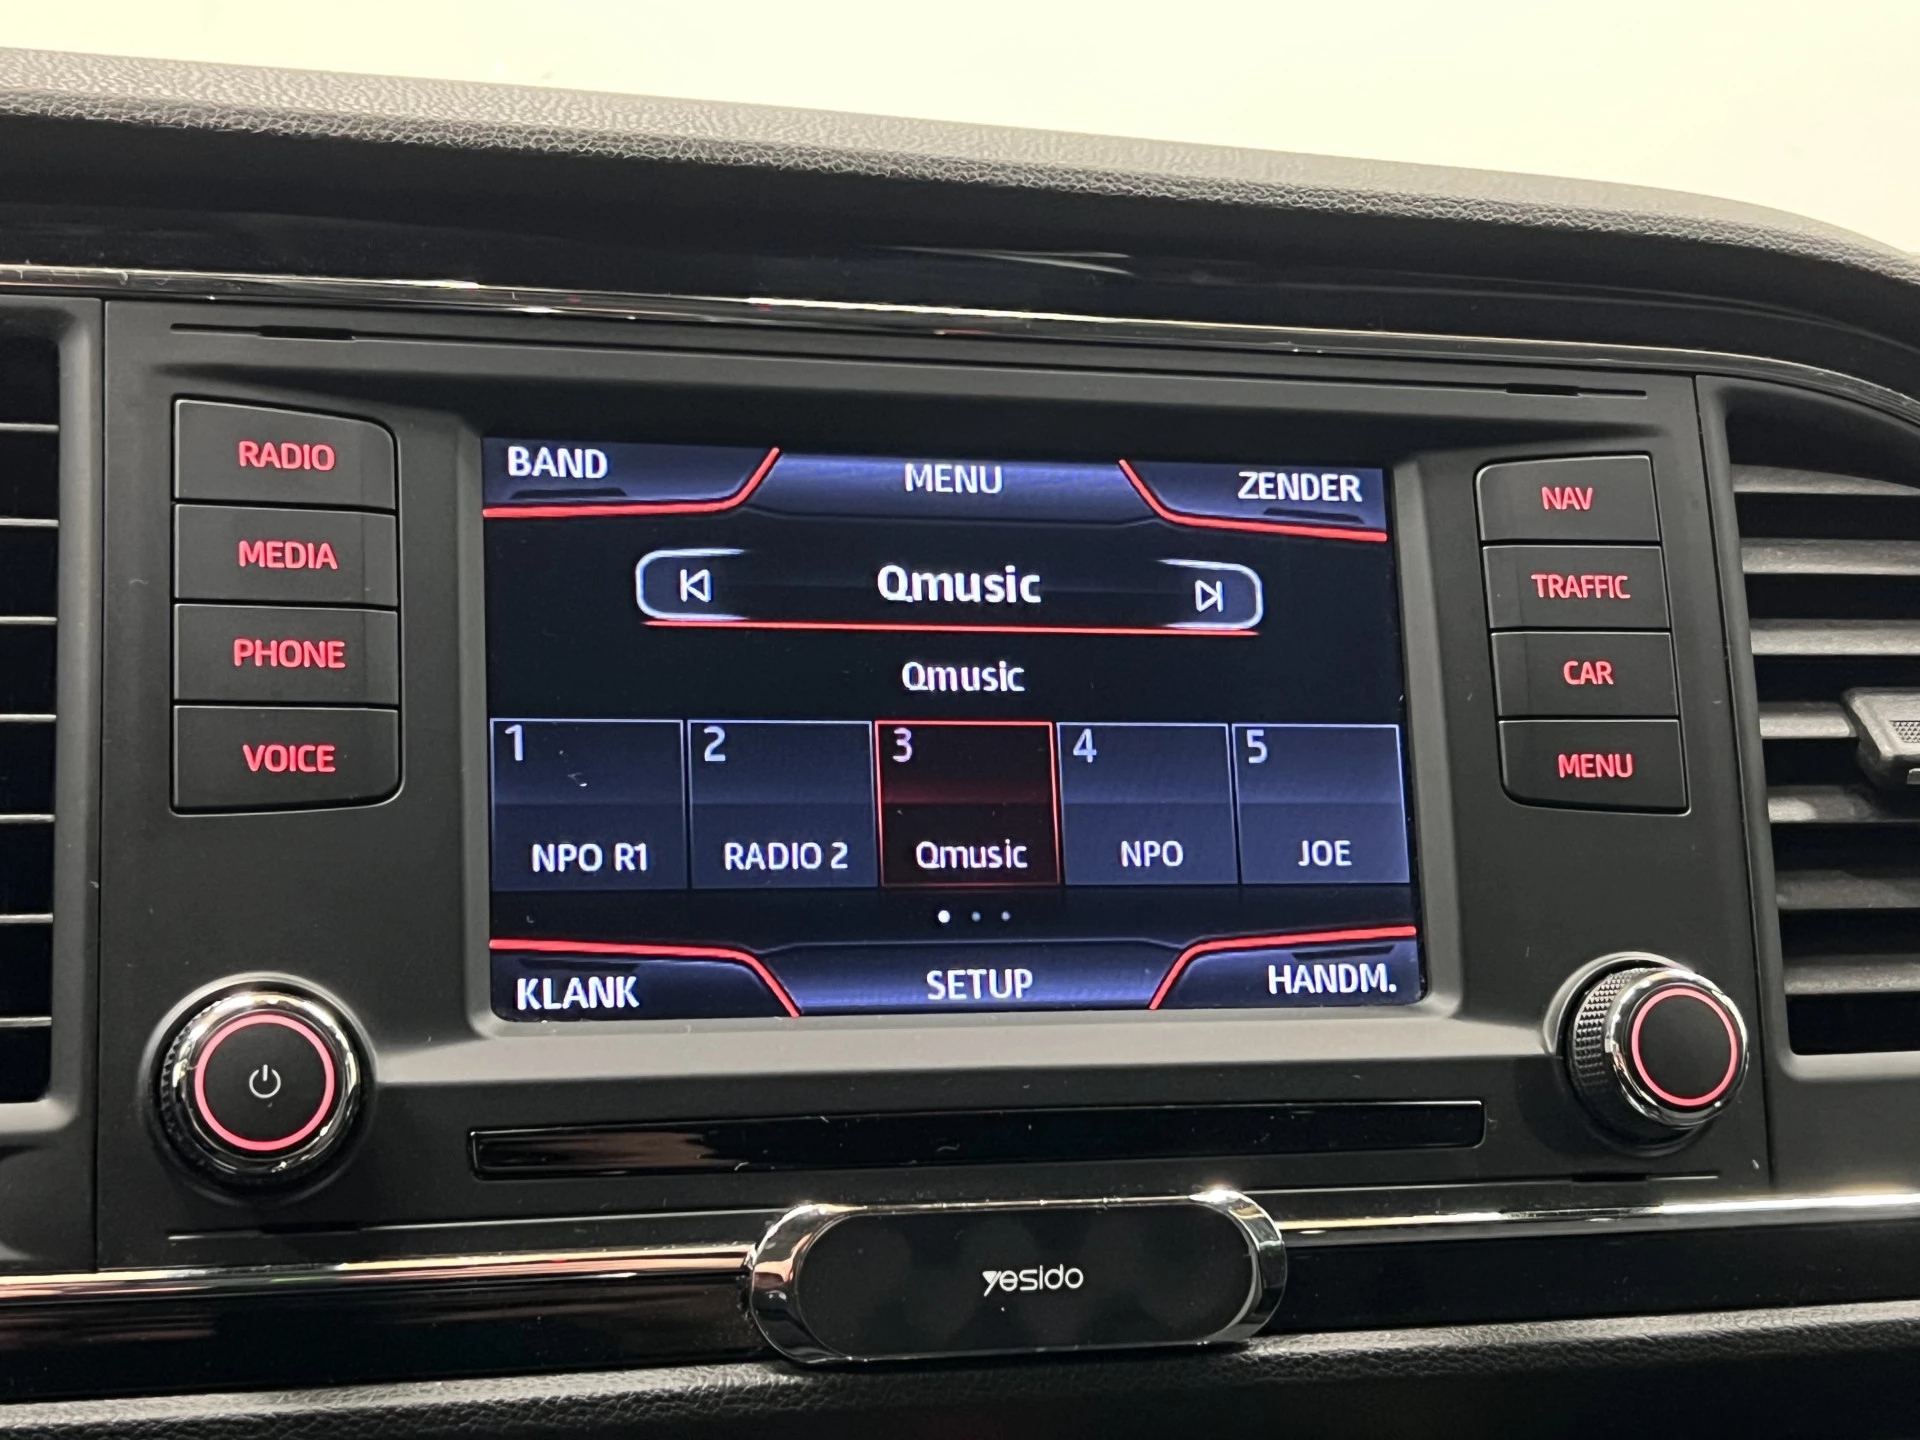 RADIO
MEDIA
PHONE
VOICE
BAND
MENU
ZENDER
Qmusic
Qmusic
1
2
3
4
5
NPO R1
RADIO 2
Qmusic
NPO
JOE
KLANK
SETUP
HANDM.
NAV
TRAFFIC
CAR
MENU
yesido